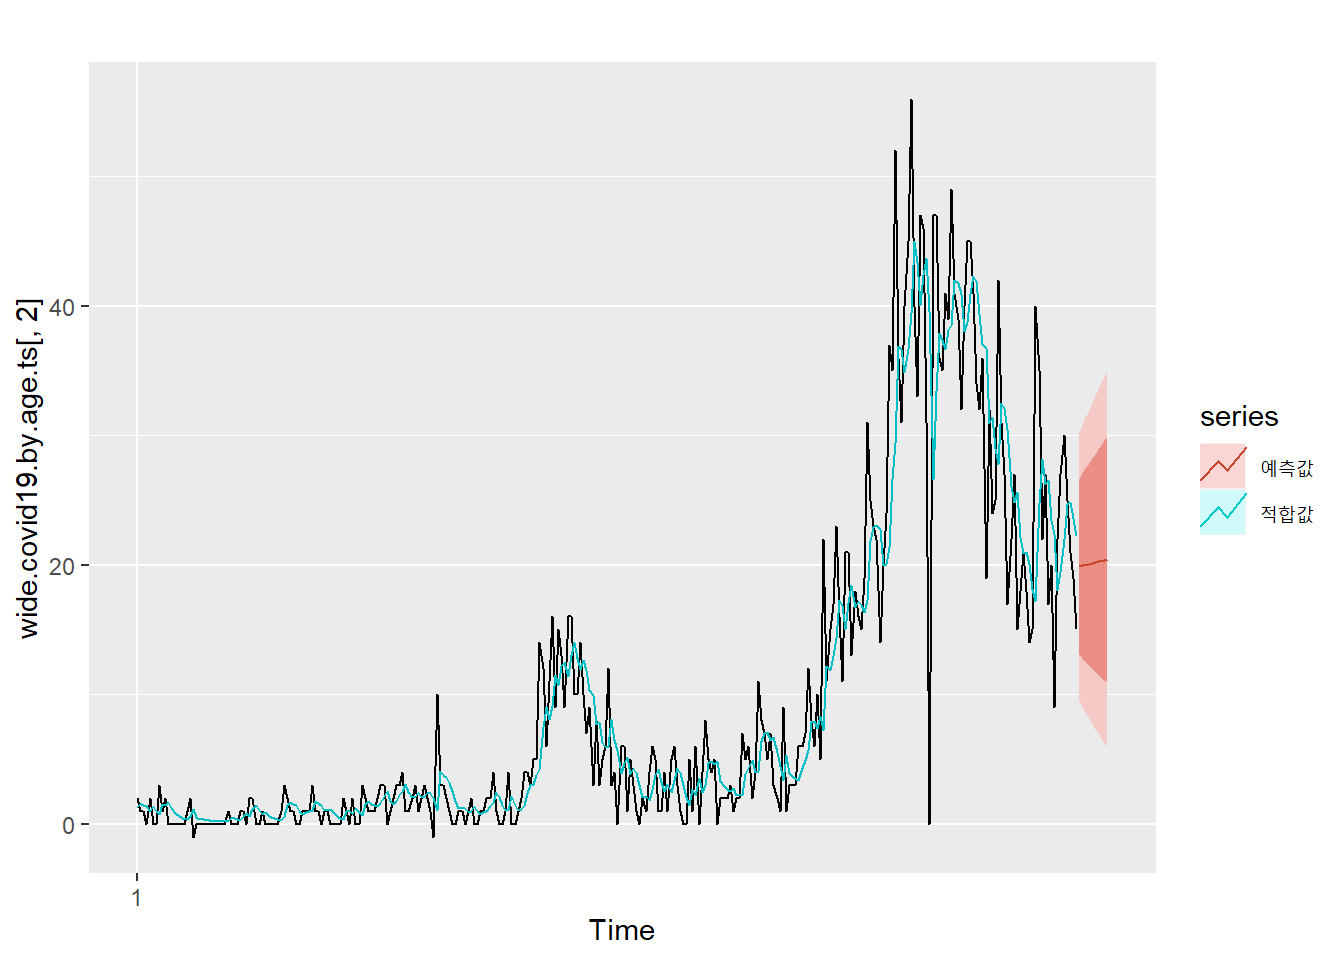 wide.covid19.by.age.ts[, 2]
40
20
0
1
Time
series
예측값
적합값